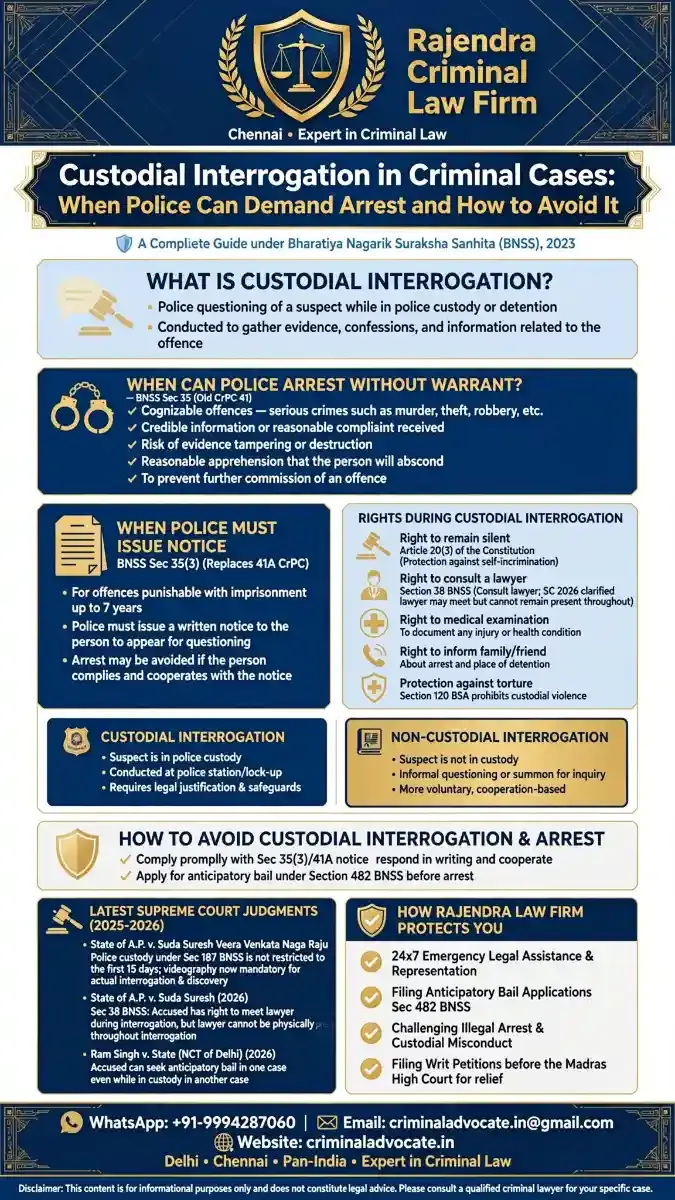 Rajendra
Criminal
Law Firm
Chennai • Expert in Criminal Law
Custodial Interrogation in Criminal Cases:
When Police Can Demand Arrest and How to Avoid It
A Compliete Guide under Bharatiya Nagarik Suraksha Sanhita (BNSS), 2023
WHAT IS CUSTODIAL INTERROGATION?
• Police questioning of a suspect while in police custody or detention
• Conducted to gather evidence, confessions, and information related to the
offence
WHEN CAN POLICE ARREST WITHOUT WARRANT?
— BNSS Sec 35 (Old CrPC 41)
✓ Cognizable offences — serious crimes such as murder, theft, robbery, etc.
✓ Credible information or reasonable complaint received
✓ Risk of evidence tampering or destruction
✓ Reasonable apprehension that the person will abscond
✓ To prevent further commission of an offence
WHEN POLICE MUST
ISSUE NOTICE
BNSS Sec 35(3) (Replaces 41A CrPC)
• For offences punishable with imprisonment
up to 7 years
• Police must issue a written notice to the
person to appear for questioning
• Arrest may be avoided if the person
complies and cooperates with the notice
RIGHTS DURING CUSTODIAL INTERROGATION
Right to remain silent
Article 20(3) of the Constitution
(Protection against self-incrimination)
Right to consult a lawyer
Section 38 BNSS (Consult lawyer; SC 2026 clarified
lawyer may meet but cannot remain present throughout)
Right to medical examination
To document any injury or health condition
Right to inform family/friend
About arrest and place of detention
Protection against torture
Section 120 BSA prohibits custodial violence
CUSTODIAL INTERROGATION
• Suspect is in police custody
• Conducted at police station/lock-up
• Requires legal justification & safeguards
NON-CUSTODIAL INTERROGATION
• Suspect is not in custody
• Informal questioning or summon for inquiry
• More voluntary, cooperation-based
HOW TO AVOID CUSTODIAL INTERROGATION & ARREST
✓ Comply prompllly with Sec 35(3)/41A notice respond in writing and cooperate
✓ Apply for anticipatory bail under Section 482 BNSS before arrest
LATEST SUPREME COURT JUDGMENTS
(2025-2026)
• State of A.P. v. Suda Suresh Veera Venkata Naga Raju
Police custody under Sec 187 BNSS is not restricted to
the first 15 days; videography now mandatory for
actual interrogation & discovery
• State of A.P. v. Suda Suresh (2026)
Sec 38 BNSS: Accused has right to meet lawyer
during interrogation, but lawyer cannot be physically
throughout interrogation
• Ram Singh v. State (NCT of Delhi) (2026)
Accused can seek anticipatory bail in one case
even while in custody in another case
HOW RAJENDRA LAW FIRM
PROTECTS YOU
24x7 Emergency Legal Assistance &
Representation
Filing Anticipatory Bail Applications
Sec 482 BNSS
Challenging Illegal Arrest &
Custodial Misconduct
Filing Writ Petitions before the Madras
High Court for relief
WhatsApp: +91-9994287060 | Email: criminaladvocate.in@gmail.com
Website: criminaladvocate.in
Delhi • Chennai • Pan-India • Expert in Criminal Law
Disclaimer: This content is for informational purposes only and does not constitute legal advice. Please consult a qualified criminal lawyer for your specific case.